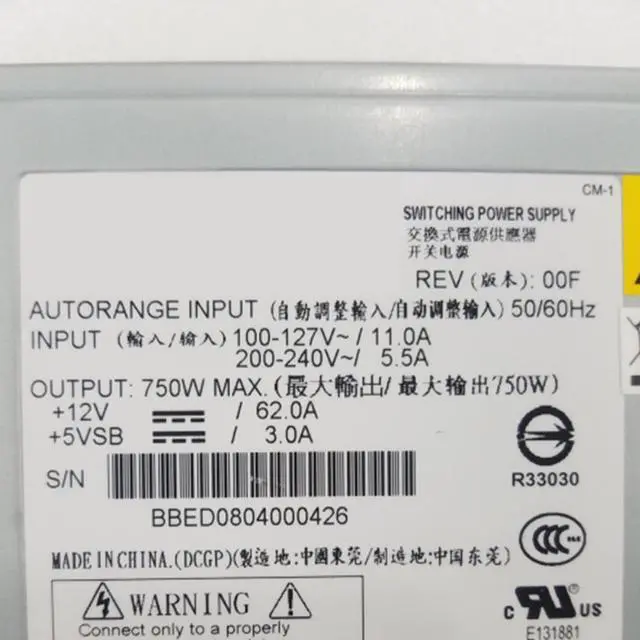 CM-1
SWITCHING POWER SUPPLY
交換式電源供應器
开关电源
REV (版本): 00F
AUTORANGE INPUT (自動調整輸入/自动调整输入) 50/60Hz
INPUT (輸入/输入) 100-127V~ / 11.0A
200-240V~/ 5.5A
OUTPUT: 750W MAX. (最大輸出/ 最大输出750W)
+12V / 62.0A
+5VSB / 3.0A
R33030
S/N
BBED0804000426
MADE IN CHINA.(DCGP)(製造地:中國東莞/制造地:中国东莞)
WARNING
Connect only to a properly
c US
E131881